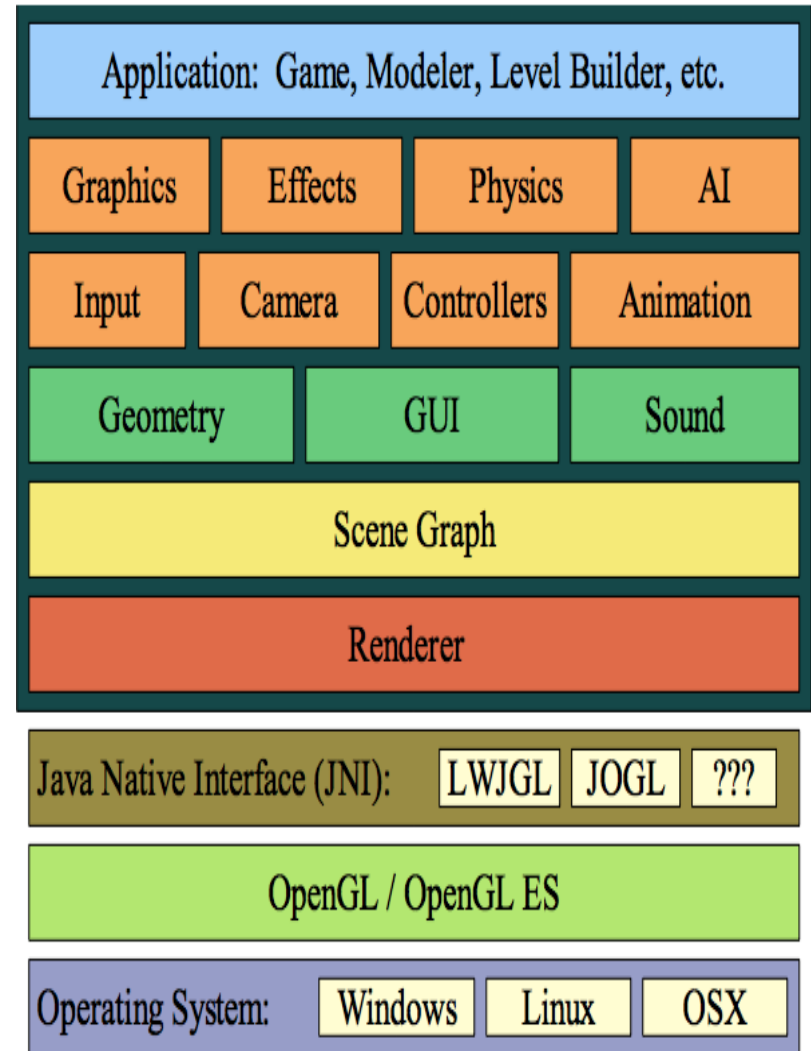 Application: Game, Modeler, Level Builder, etc.
Graphics Effects Physics AI
Input Camera Controllers Animation
Geometry GUI Sound
Scene Graph
Renderer
Java Native Interface (JNI): LWJGL JOGL ???
OpenGL / OpenGL ES
Operating System: Windows Linux OSX